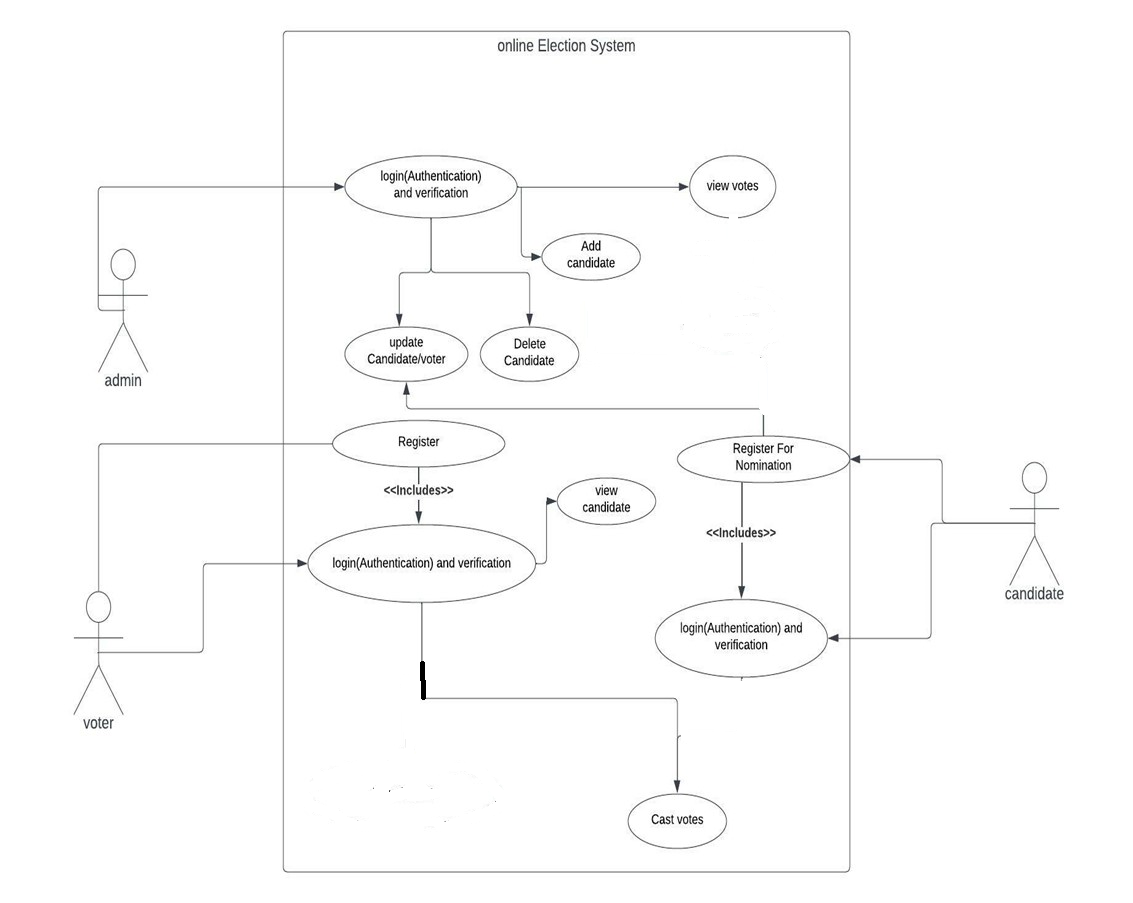 online Election System
login(Authentication)
and verification
view votes
Add
candidate
update
Candidate/voter
Delete
Candidate
admin
Register
Register For
Nomination
<<Includes>>
view
candidate
<<Includes>>
login(Authentication) and verification
candidate
login(Authentication) and
verification
voter
Cast votes